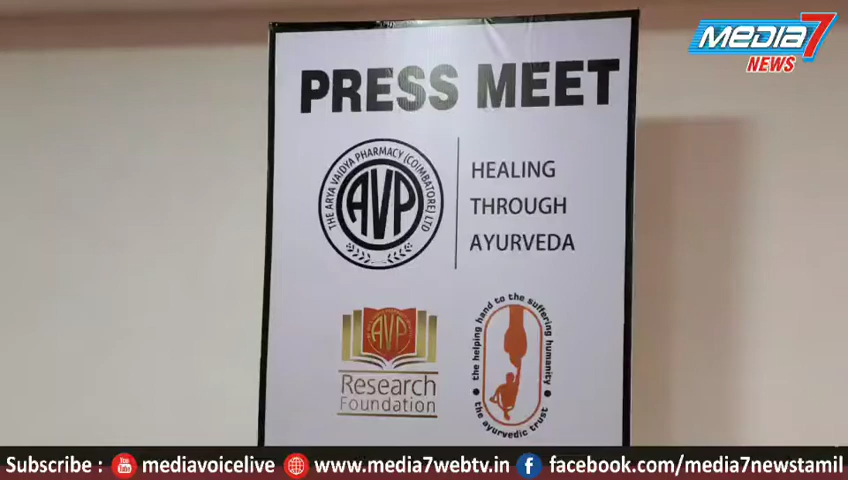 MEDIA 7
NEWS
PRESS MEET
THE ARYA VAIDYA PHARMACY (COIMBATORE) LTD
AVP
HEALING
THROUGH
AYURVEDA
AVP
Research
Foundation
the helping hand to the suffering humanity
the ayurvedic trust
Subscribe : mediavoicelive www.media7webtv.in facebook.com/media7newstamil